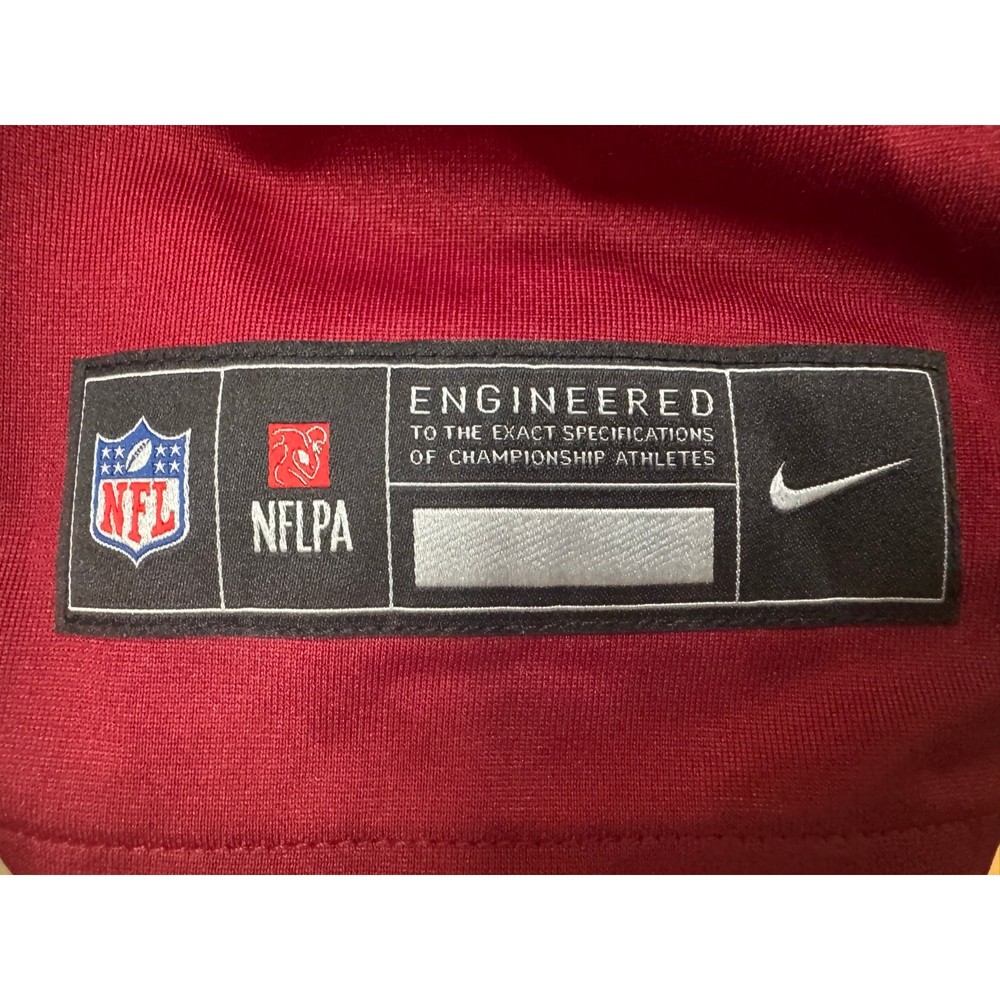 NFL
NFLPA
ENGINEERED
TO THE EXACT SPECIFICATIONS
OF CHAMPIONSHIP ATHLETES